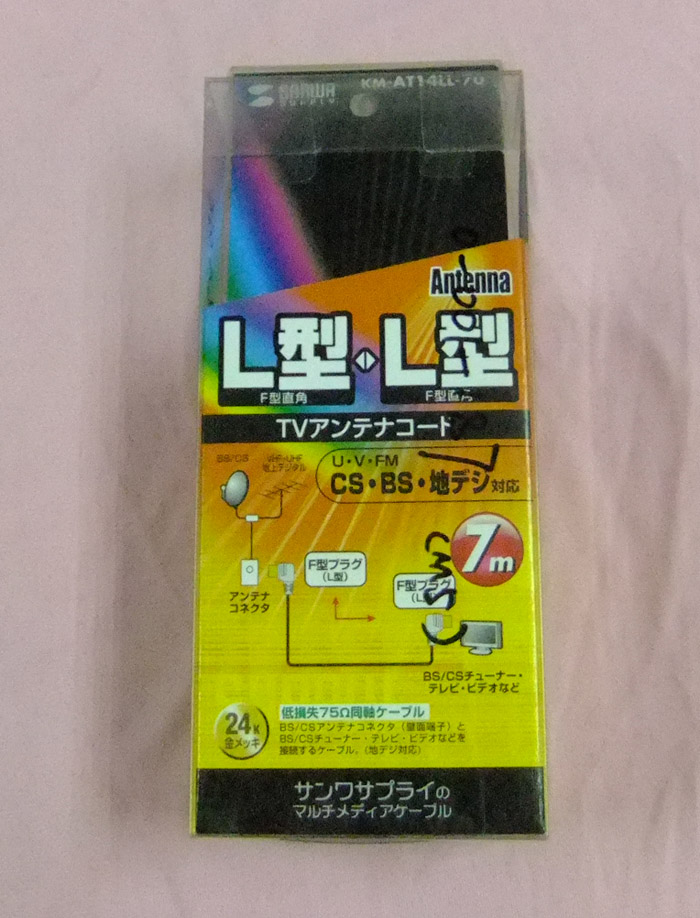 SANWA
SUPPLY
KM-AT14LL-70
Antenna
L型 L型
F型直角
F型直角
TVアンテナコード
U・V・FM
CS・BS・地デジ対応
BS/CS
VHF・UHF
地上デジタル
7m
F型プラグ
(L型)
F型プラグ
アンテナ
コネクタ
BS/CSチューナー・
テレビ・ビデオなど
24K
金メッキ
低損失75Ω同軸ケーブル
BS/CSアンテナコネクタ(壁面端子)と
BS/CSチューナー・テレビ・ビデオなどを
接続するケーブル。(地デジ対応)
サンワサプライの
マルチメディアケーブル